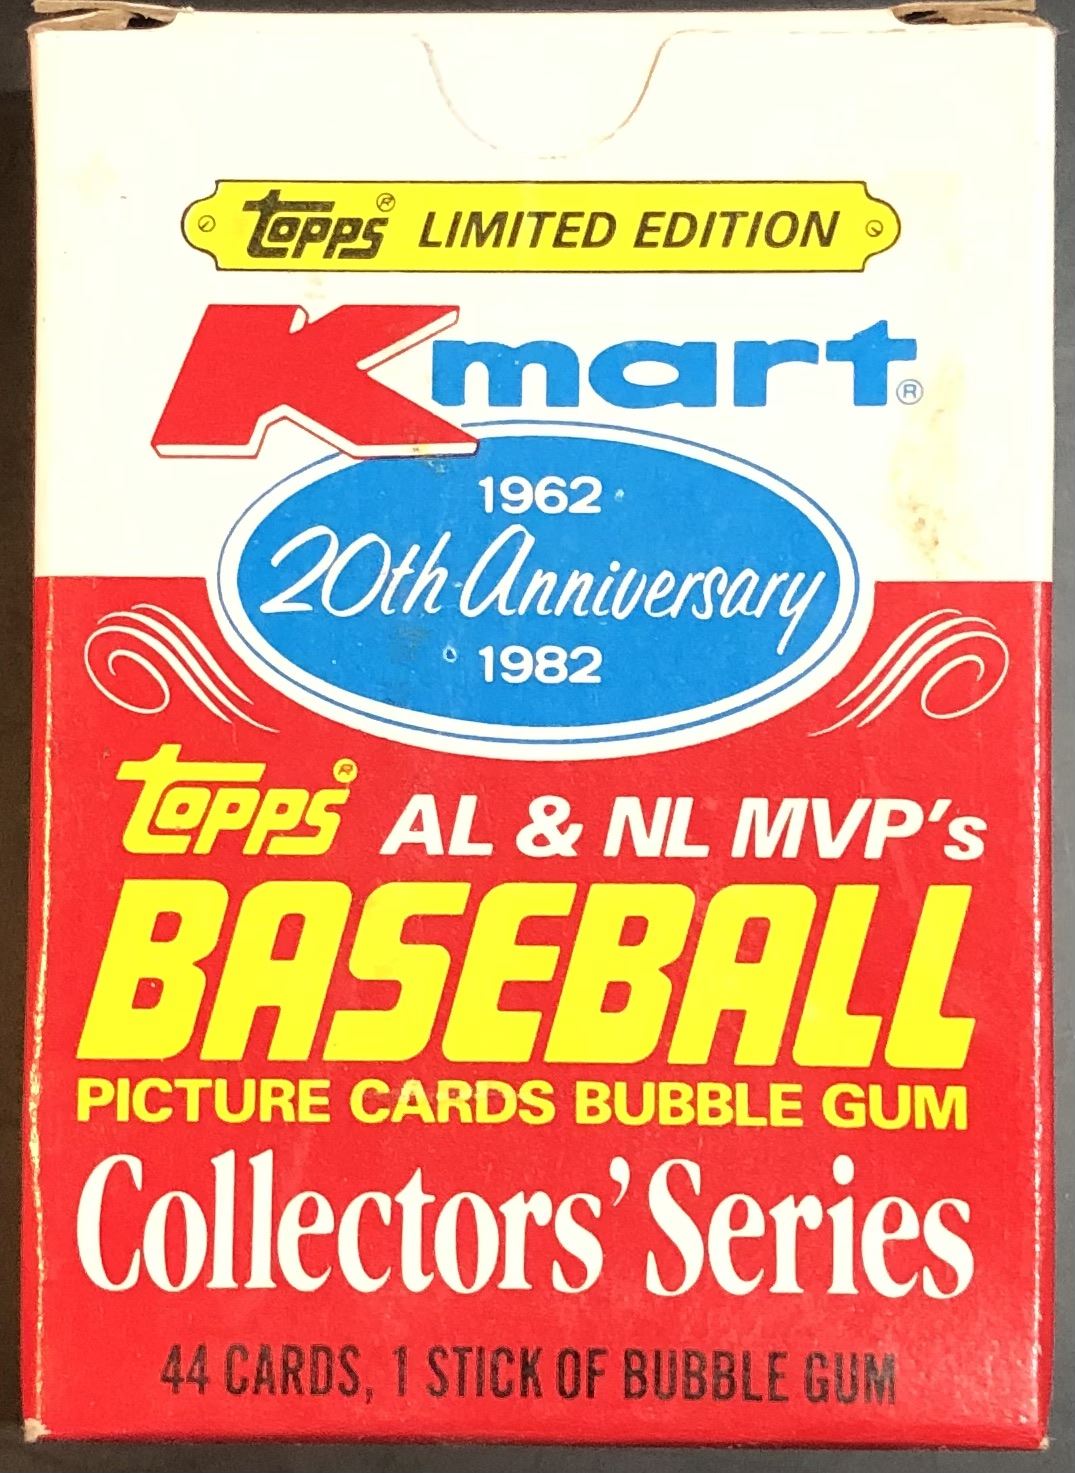 Topps® LIMITED EDITION
Kmart®
1962
20th Anniversary
1982
Topps® AL & NL MVP's
BASEBALL
PICTURE CARDS BUBBLE GUM
Collectors' Series
44 CARDS, 1 STICK OF BUBBLE GUM